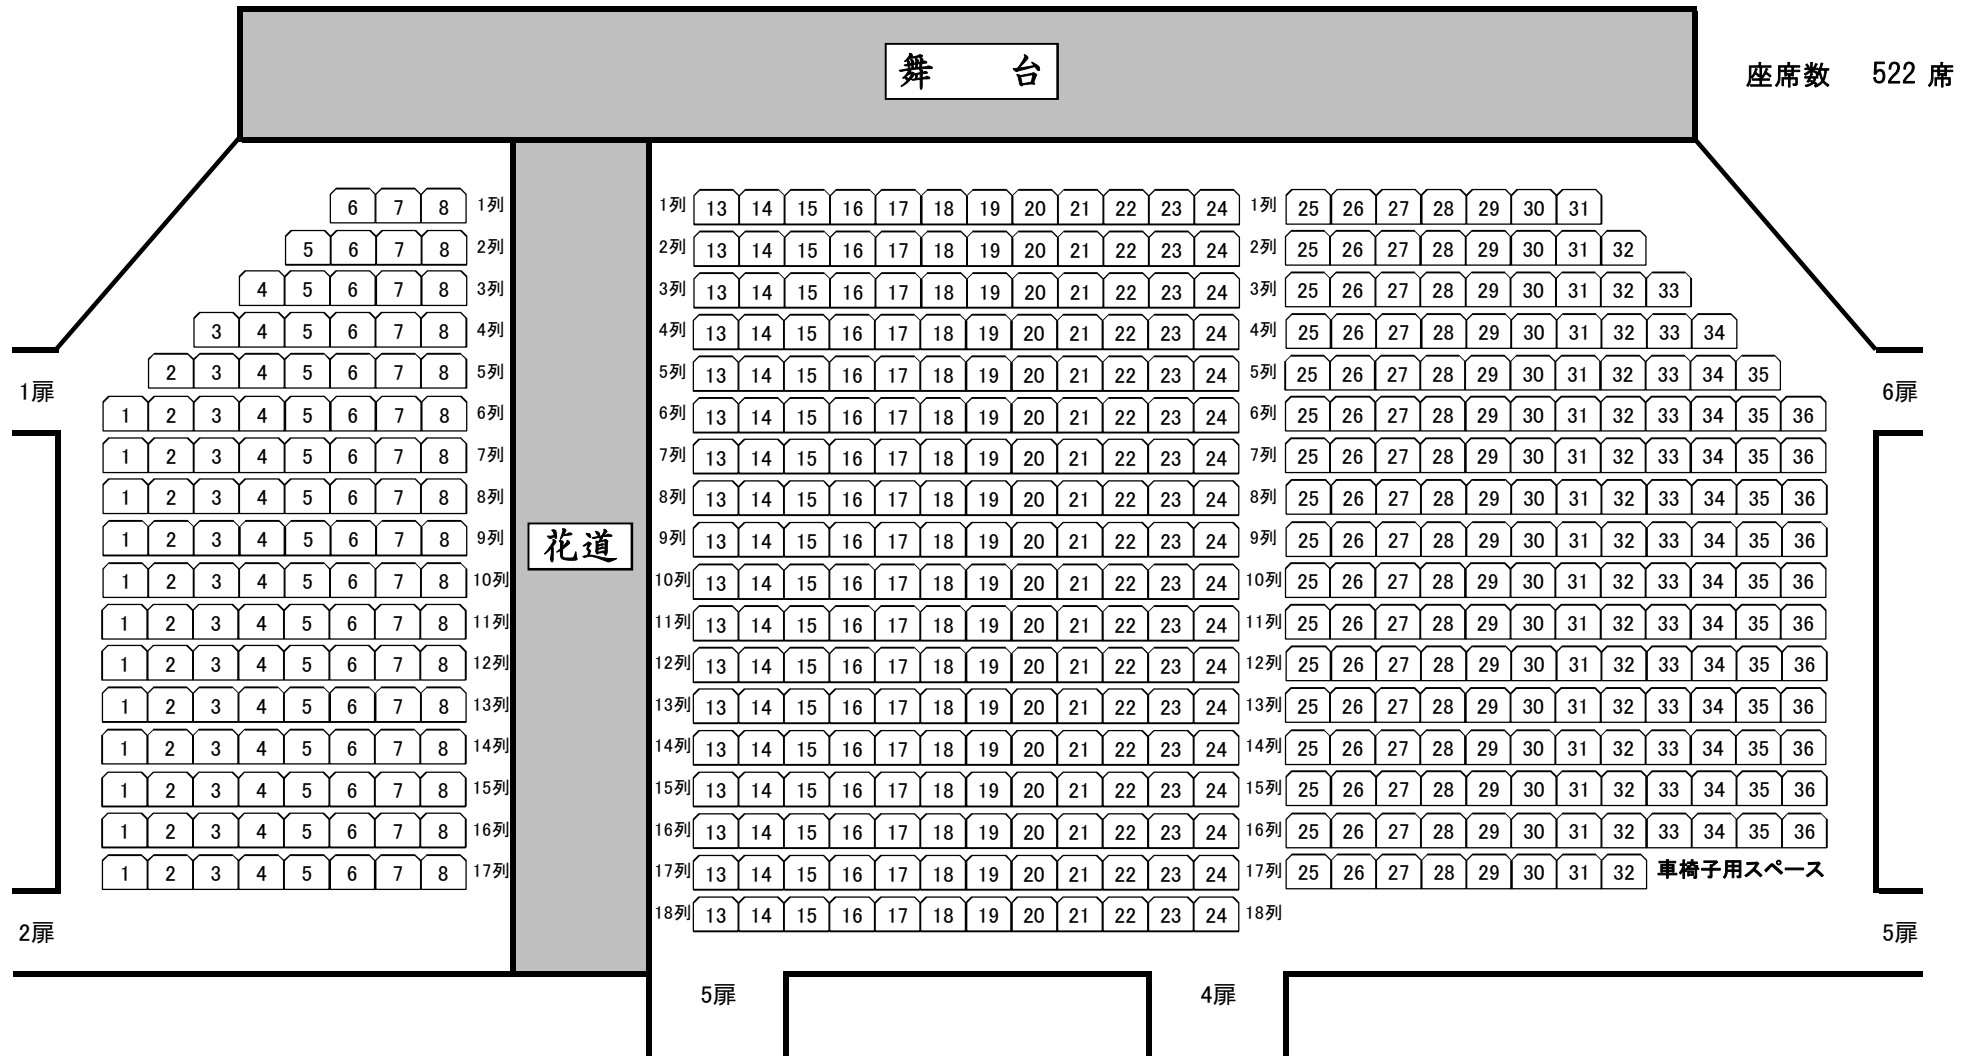 舞　台
座席数 522 席
6 7 8 1列 1列 13 14 15 16 17 18 19 20 21 22 23 24 1列 25 26 27 28 29 30 31
5 6 7 8 2列 2列 13 14 15 16 17 18 19 20 21 22 23 24 2列 25 26 27 28 29 30 31 32
4 5 6 7 8 3列 3列 13 14 15 16 17 18 19 20 21 22 23 24 3列 25 26 27 28 29 30 31 32 33
3 4 5 6 7 8 4列 4列 13 14 15 16 17 18 19 20 21 22 23 24 4列 25 26 27 28 29 30 31 32 33 34
2 3 4 5 6 7 8 5列 5列 13 14 15 16 17 18 19 20 21 22 23 24 5列 25 26 27 28 29 30 31 32 33 34 35
1扉
6扉
1 2 3 4 5 6 7 8 6列 6列 13 14 15 16 17 18 19 20 21 22 23 24 6列 25 26 27 28 29 30 31 32 33 34 35 36
1 2 3 4 5 6 7 8 7列 7列 13 14 15 16 17 18 19 20 21 22 23 24 7列 25 26 27 28 29 30 31 32 33 34 35 36
1 2 3 4 5 6 7 8 8列 8列 13 14 15 16 17 18 19 20 21 22 23 24 8列 25 26 27 28 29 30 31 32 33 34 35 36
1 2 3 4 5 6 7 8 9列 9列 13 14 15 16 17 18 19 20 21 22 23 24 9列 25 26 27 28 29 30 31 32 33 34 35 36
花道
1 2 3 4 5 6 7 8 10列 10列 13 14 15 16 17 18 19 20 21 22 23 24 10列 25 26 27 28 29 30 31 32 33 34 35 36
1 2 3 4 5 6 7 8 11列 11列 13 14 15 16 17 18 19 20 21 22 23 24 11列 25 26 27 28 29 30 31 32 33 34 35 36
1 2 3 4 5 6 7 8 12列 12列 13 14 15 16 17 18 19 20 21 22 23 24 12列 25 26 27 28 29 30 31 32 33 34 35 36
1 2 3 4 5 6 7 8 13列 13列 13 14 15 16 17 18 19 20 21 22 23 24 13列 25 26 27 28 29 30 31 32 33 34 35 36
1 2 3 4 5 6 7 8 14列 14列 13 14 15 16 17 18 19 20 21 22 23 24 14列 25 26 27 28 29 30 31 32 33 34 35 36
1 2 3 4 5 6 7 8 15列 15列 13 14 15 16 17 18 19 20 21 22 23 24 15列 25 26 27 28 29 30 31 32 33 34 35 36
1 2 3 4 5 6 7 8 16列 16列 13 14 15 16 17 18 19 20 21 22 23 24 16列 25 26 27 28 29 30 31 32 33 34 35 36
1 2 3 4 5 6 7 8 17列 17列 13 14 15 16 17 18 19 20 21 22 23 24 17列 25 26 27 28 29 30 31 32 車椅子用スペース
18列 13 14 15 16 17 18 19 20 21 22 23 24 18列
2扉
5扉
5扉
4扉